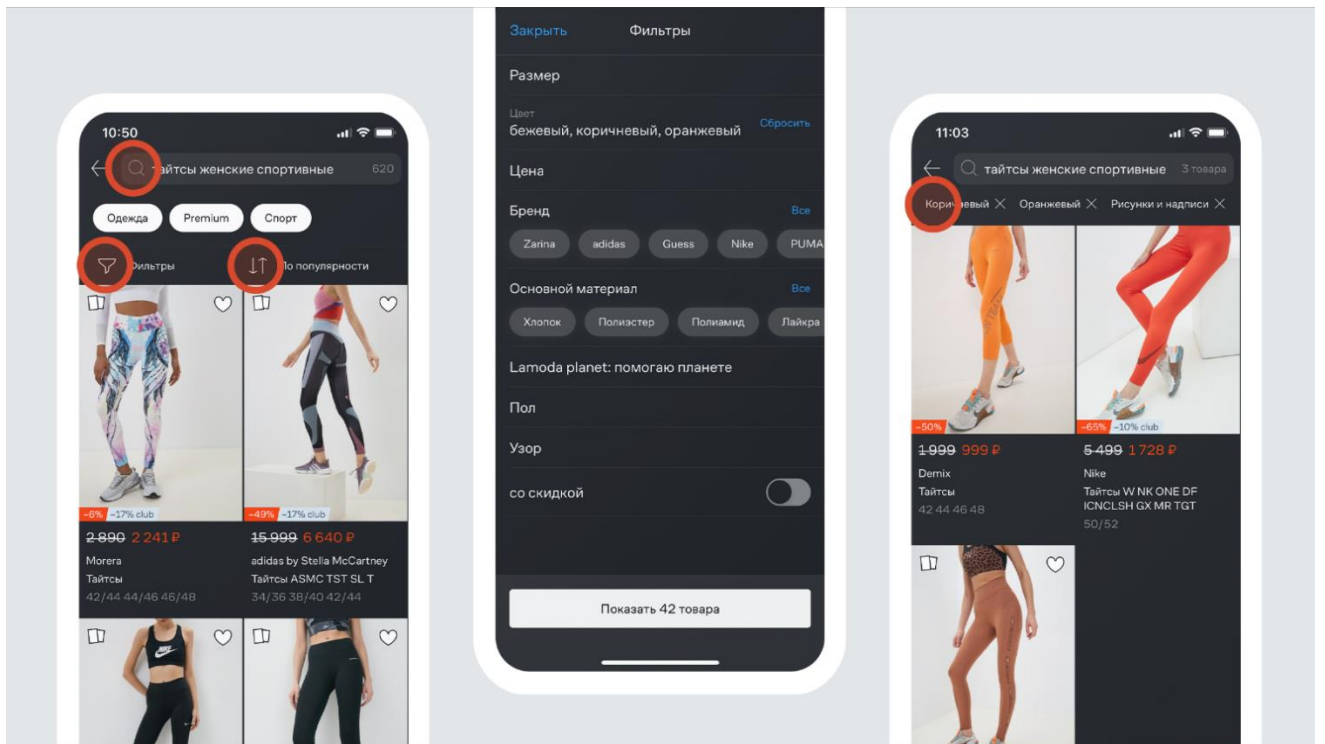 10:50
тайтсы женские спортивные 620
Одежда Premium Спорт
Фильтры По популярности
-6% -17% club
-49% -17% club
2 890 2 241 ₽
15 999 6 640 ₽
Morera
adidas by Stella McCartney
Тайтсы
Тайтсы ASMC TST SL T
42/44 44/46 46/48
34/36 38/40 42/44
Закрыть Фильтры
Размер
Цвет
бежевый, коричневый, оранжевый Сбросить
Цена
Бренд Все
Zarina adidas Guess Nike PUMA
Основной материал Все
Хлопок Полиэстер Полиамид Лайкра
Lamoda planet: помогаю планете
Пол
Узор
со скидкой
Показать 42 товара
11:03
тайтсы женские спортивные 3 товара
Коричневый Оранжевый Рисунки и надписи
-50%
-65% -10% club
1 999 999 ₽
5 499 1 728 ₽
Demix
Nike
Тайтсы
Тайтсы W NK ONE DF
ICNCLSH GX MR TGT
42 44 46 48
50/52